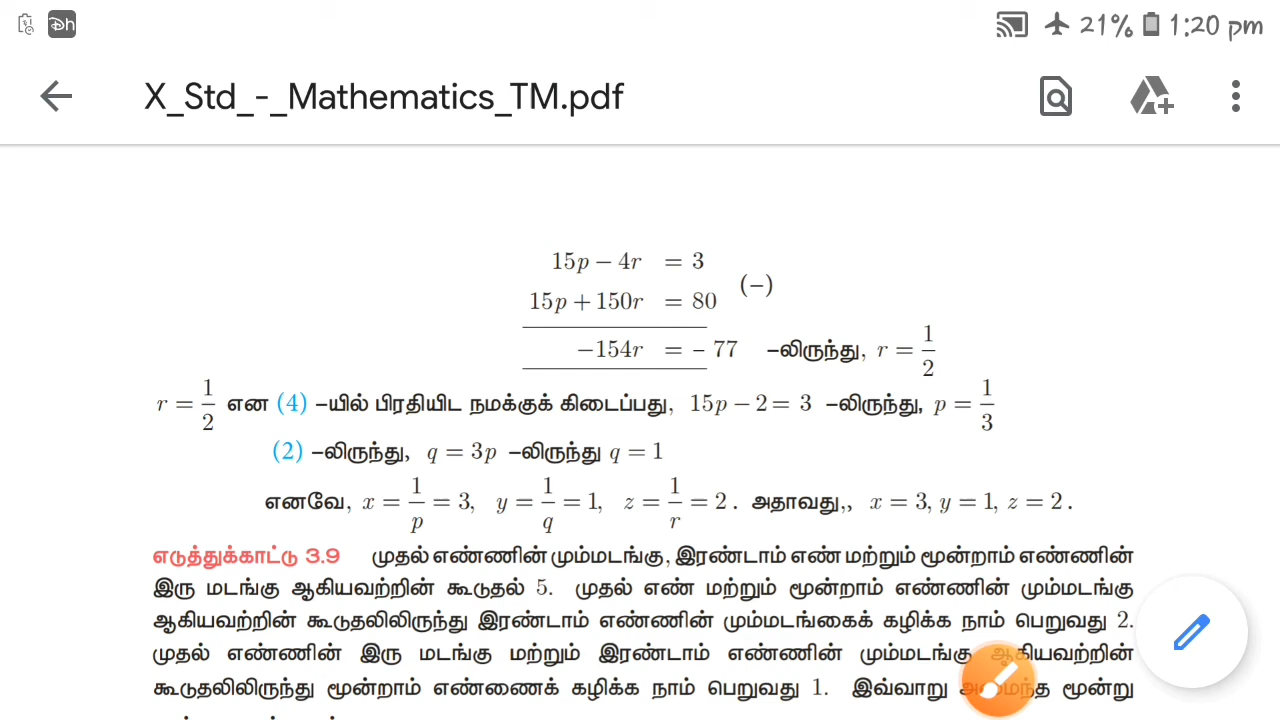 Dh 21% 1:20 pm
X_Std_-_Mathematics_TM.pdf
15p − 4r = 3
15p + 150r = 80 (−)
−154r = − 77 −லிருந்து, r = 1/2
r = 1/2 என (4) −யில் பிரதியிட நமக்குக் கிடைப்பது, 15p − 2 = 3 −லிருந்து, p = 1/3
(2) −லிருந்து, q = 3p −லிருந்து q = 1
எனவே, x = 1/p = 3, y = 1/q = 1, z = 1/r = 2 . அதாவது,, x = 3, y = 1, z = 2 .
எடுத்துக்காட்டு 3.9 முதல் எண்ணின் மும்மடங்கு, இரண்டாம் எண் மற்றும் மூன்றாம் எண்ணின்
இரு மடங்கு ஆகியவற்றின் கூடுதல் 5. முதல் எண் மற்றும் மூன்றாம் எண்ணின் மும்மடங்கு
ஆகியவற்றின் கூடுதலிலிருந்து இரண்டாம் எண்ணின் மும்மடங்கைக் கழிக்க நாம் பெறுவது 2.
முதல் எண்ணின் இரு மடங்கு மற்றும் இரண்டாம் எண்ணின் மும்மடங்கு ஆகியவற்றின்
கூடுதலிலிருந்து மூன்றாம் எண்ணைக் கழிக்க நாம் பெறுவது 1. இவ்வாறு மூன்று